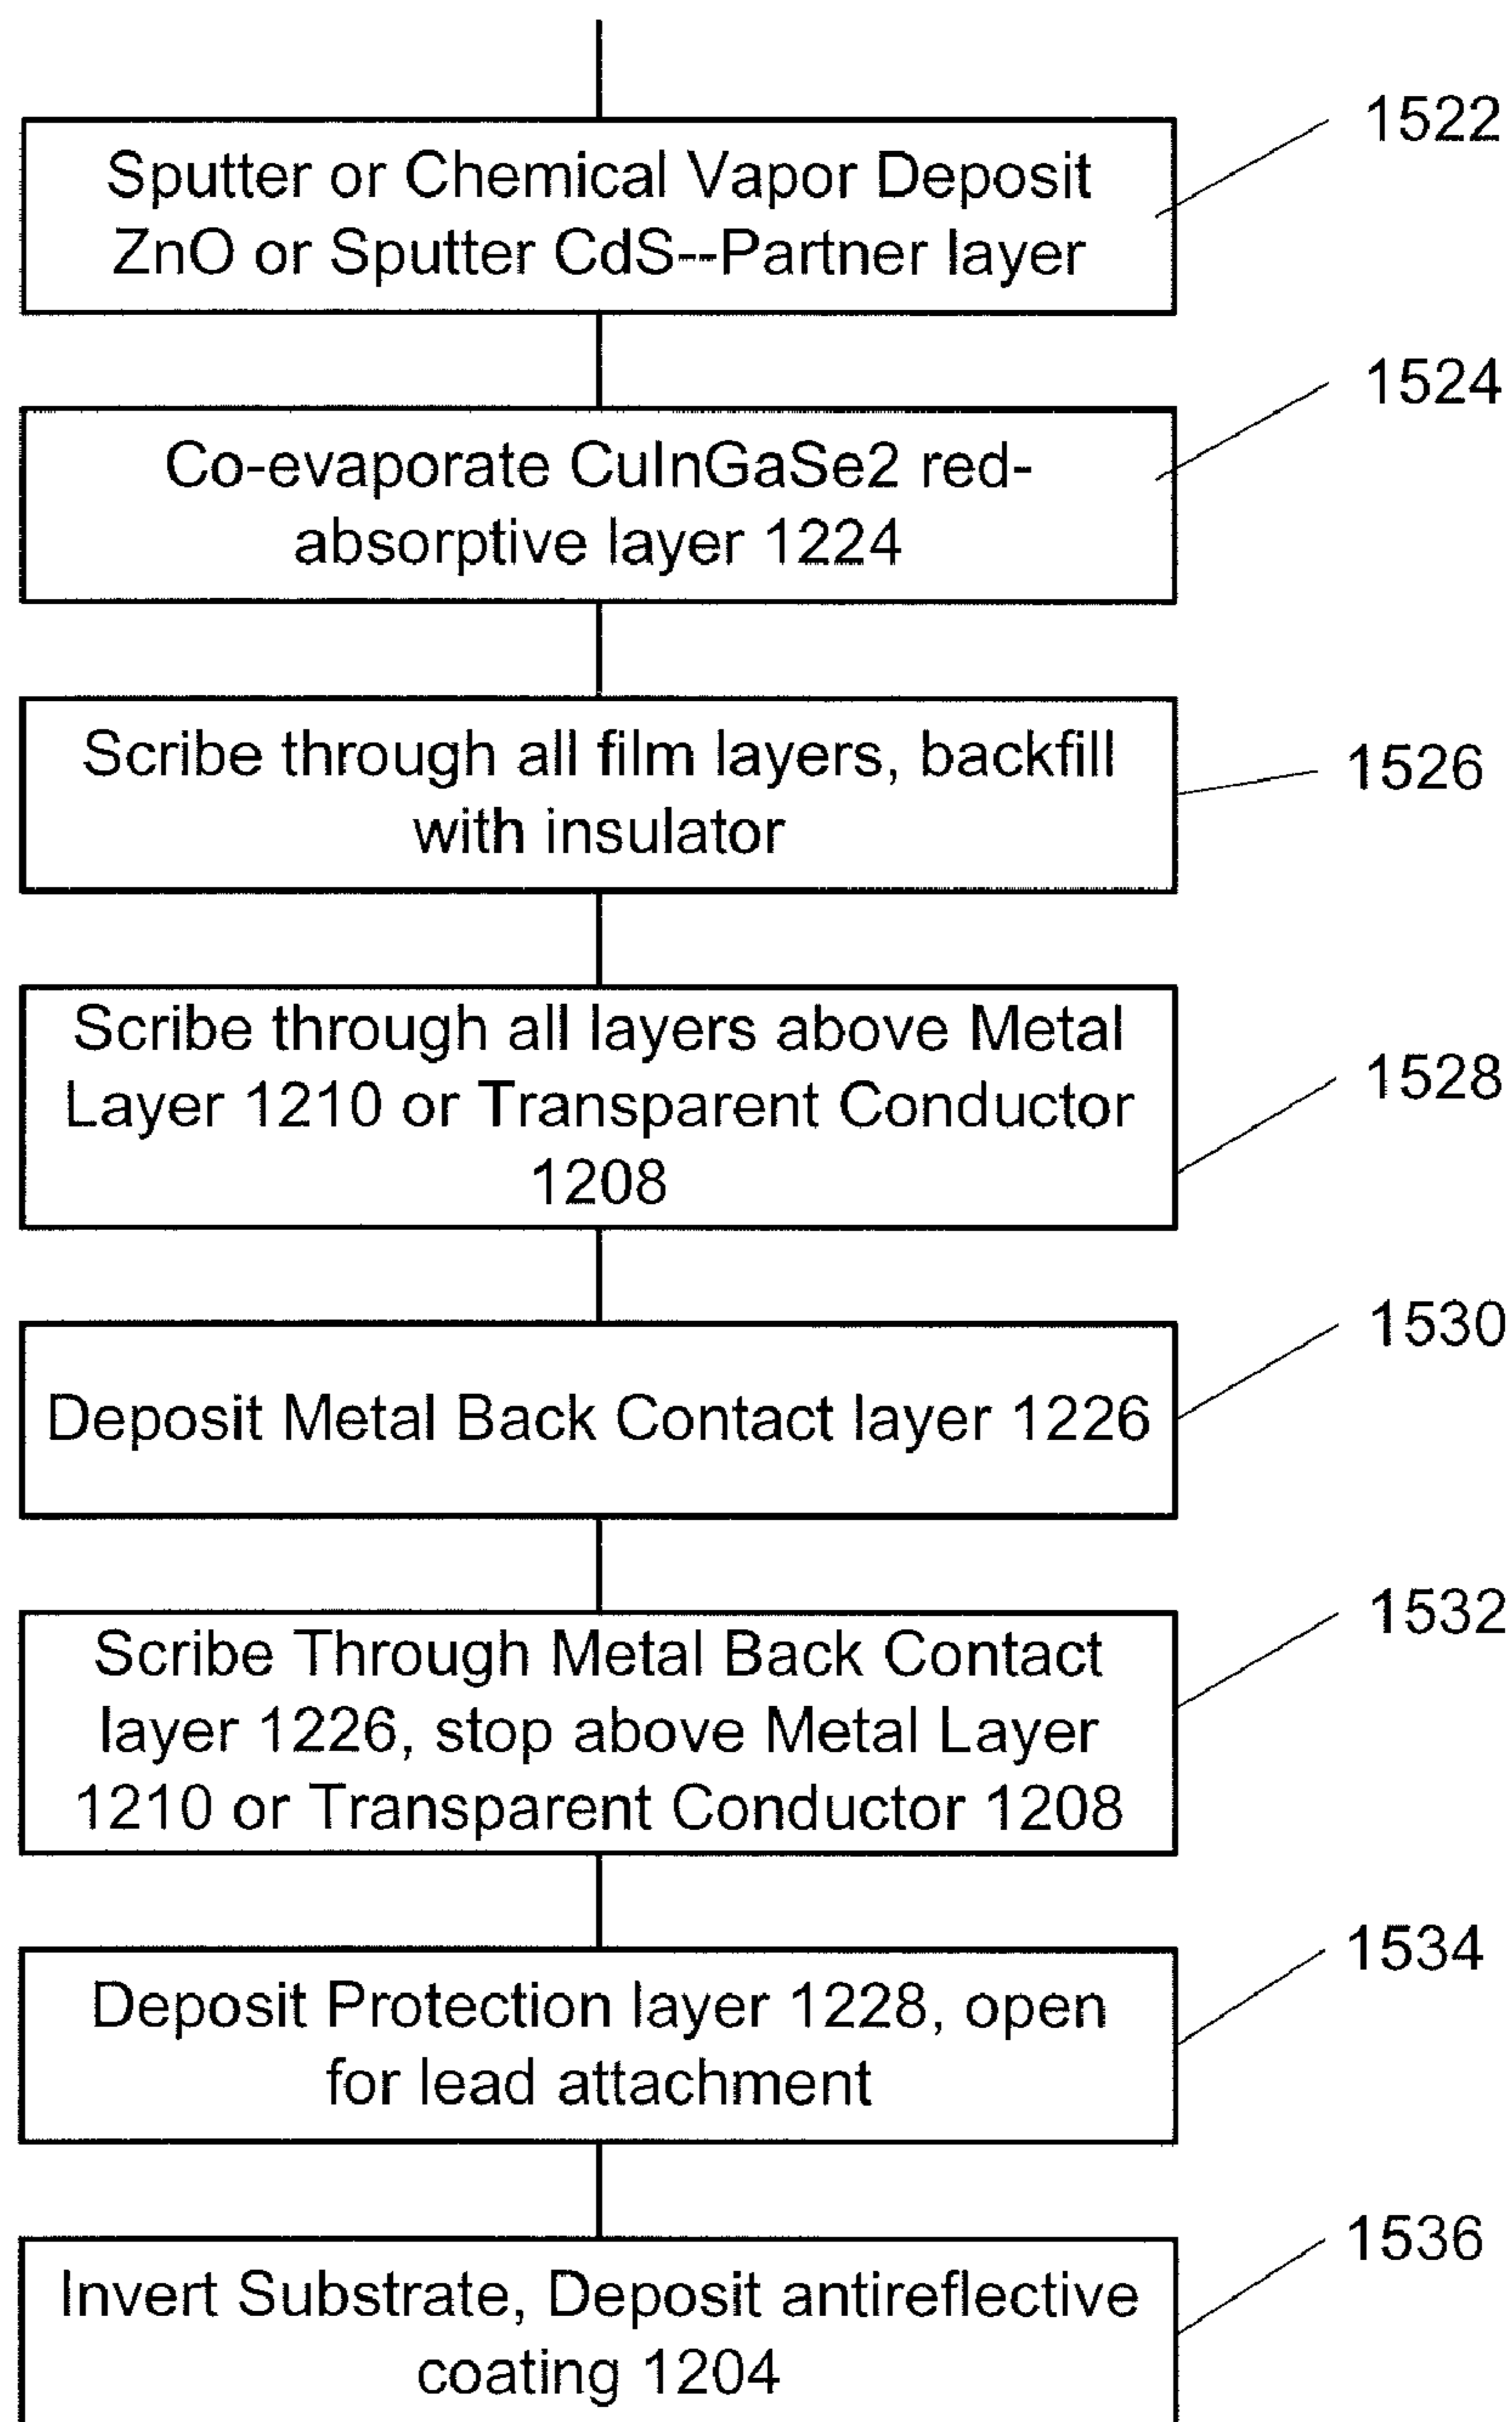 1522
Sputter or Chemical Vapor Deposit
ZnO or Sputter CdS--Partner layer
1524
Co-evaporate CuInGaSe2 red-
absorptive layer 1224
Scribe through all film layers, backfill
with insulator
1526
Scribe through all layers above Metal
Layer 1210 or Transparent Conductor
1208
1528
1530
Deposit Metal Back Contact layer 1226
1532
Scribe Through Metal Back Contact
layer 1226, stop above Metal Layer
1210 or Transparent Conductor 1208
1534
Deposit Protection layer 1228, open
for lead attachment
1536
Invert Substrate, Deposit antireflective
coating 1204